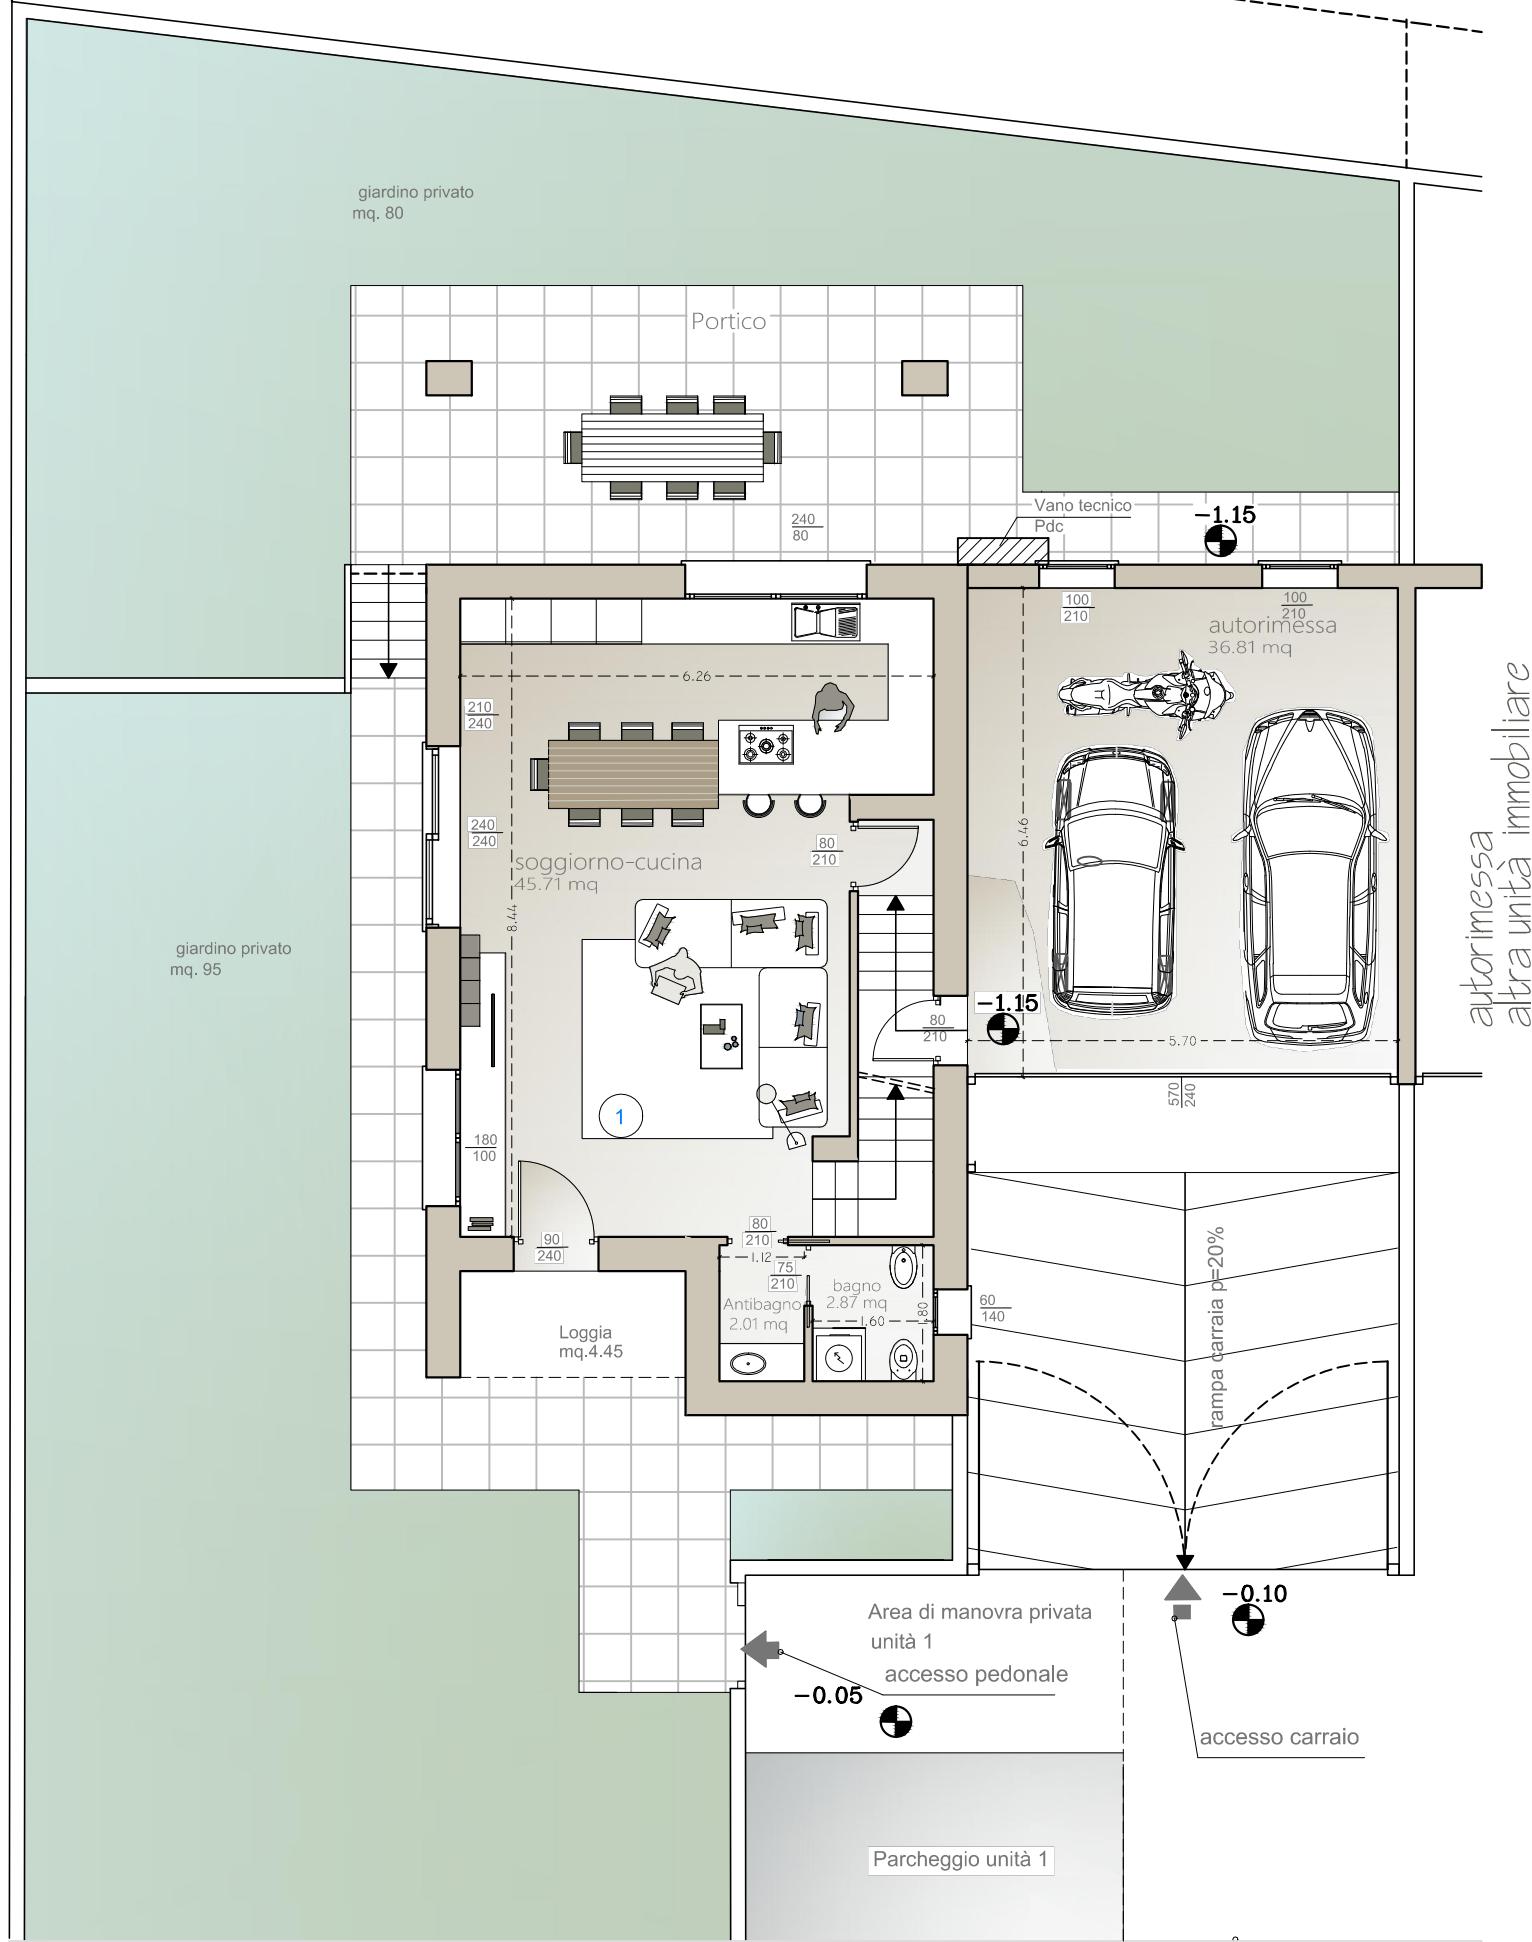 giardino privato
mq. 80
Portico
240
80
Vano tecnico
Pdc
-1.15
100
210
100
210
autorimessa
36.81 mq
6.26
210
240
6.46
autorimessa
altra unità immobiliare
240
240
80
210
soggiorno-cucina
45.71 mq
8.44
giardino privato
mq. 95
-1.15
80
210
5.70
570
240
1
180
100
90
240
80
210
1.12
75
210
bagno
2.87 mq
Antibagno
2.01 mq
1.60
1.80
60
140
rampa carraia p=20%
Loggia
mq.4.45
-0.10
Area di manovra privata
unità 1
accesso pedonale
-0.05
accesso carraio
Parcheggio unità 1